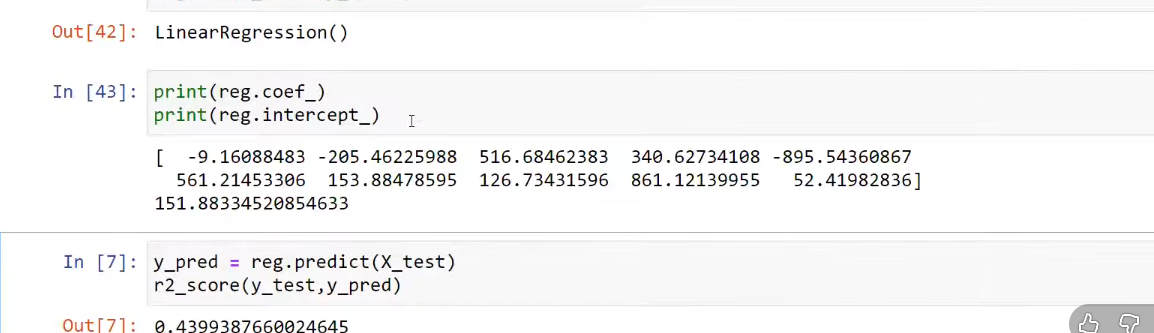 Out[42]: LinearRegression()
In [43]: print(reg.coef_)
print(reg.intercept_)
[  -9.16088483 -205.46225988  516.68462383  340.62734108 -895.54360867
561.21453306  153.88478595  126.73431596  861.12139955   52.41982836]
151.88334520854633
In [7]: y_pred = reg.predict(X_test)
r2_score(y_test,y_pred)
Out[7]: 0.4399387660024645